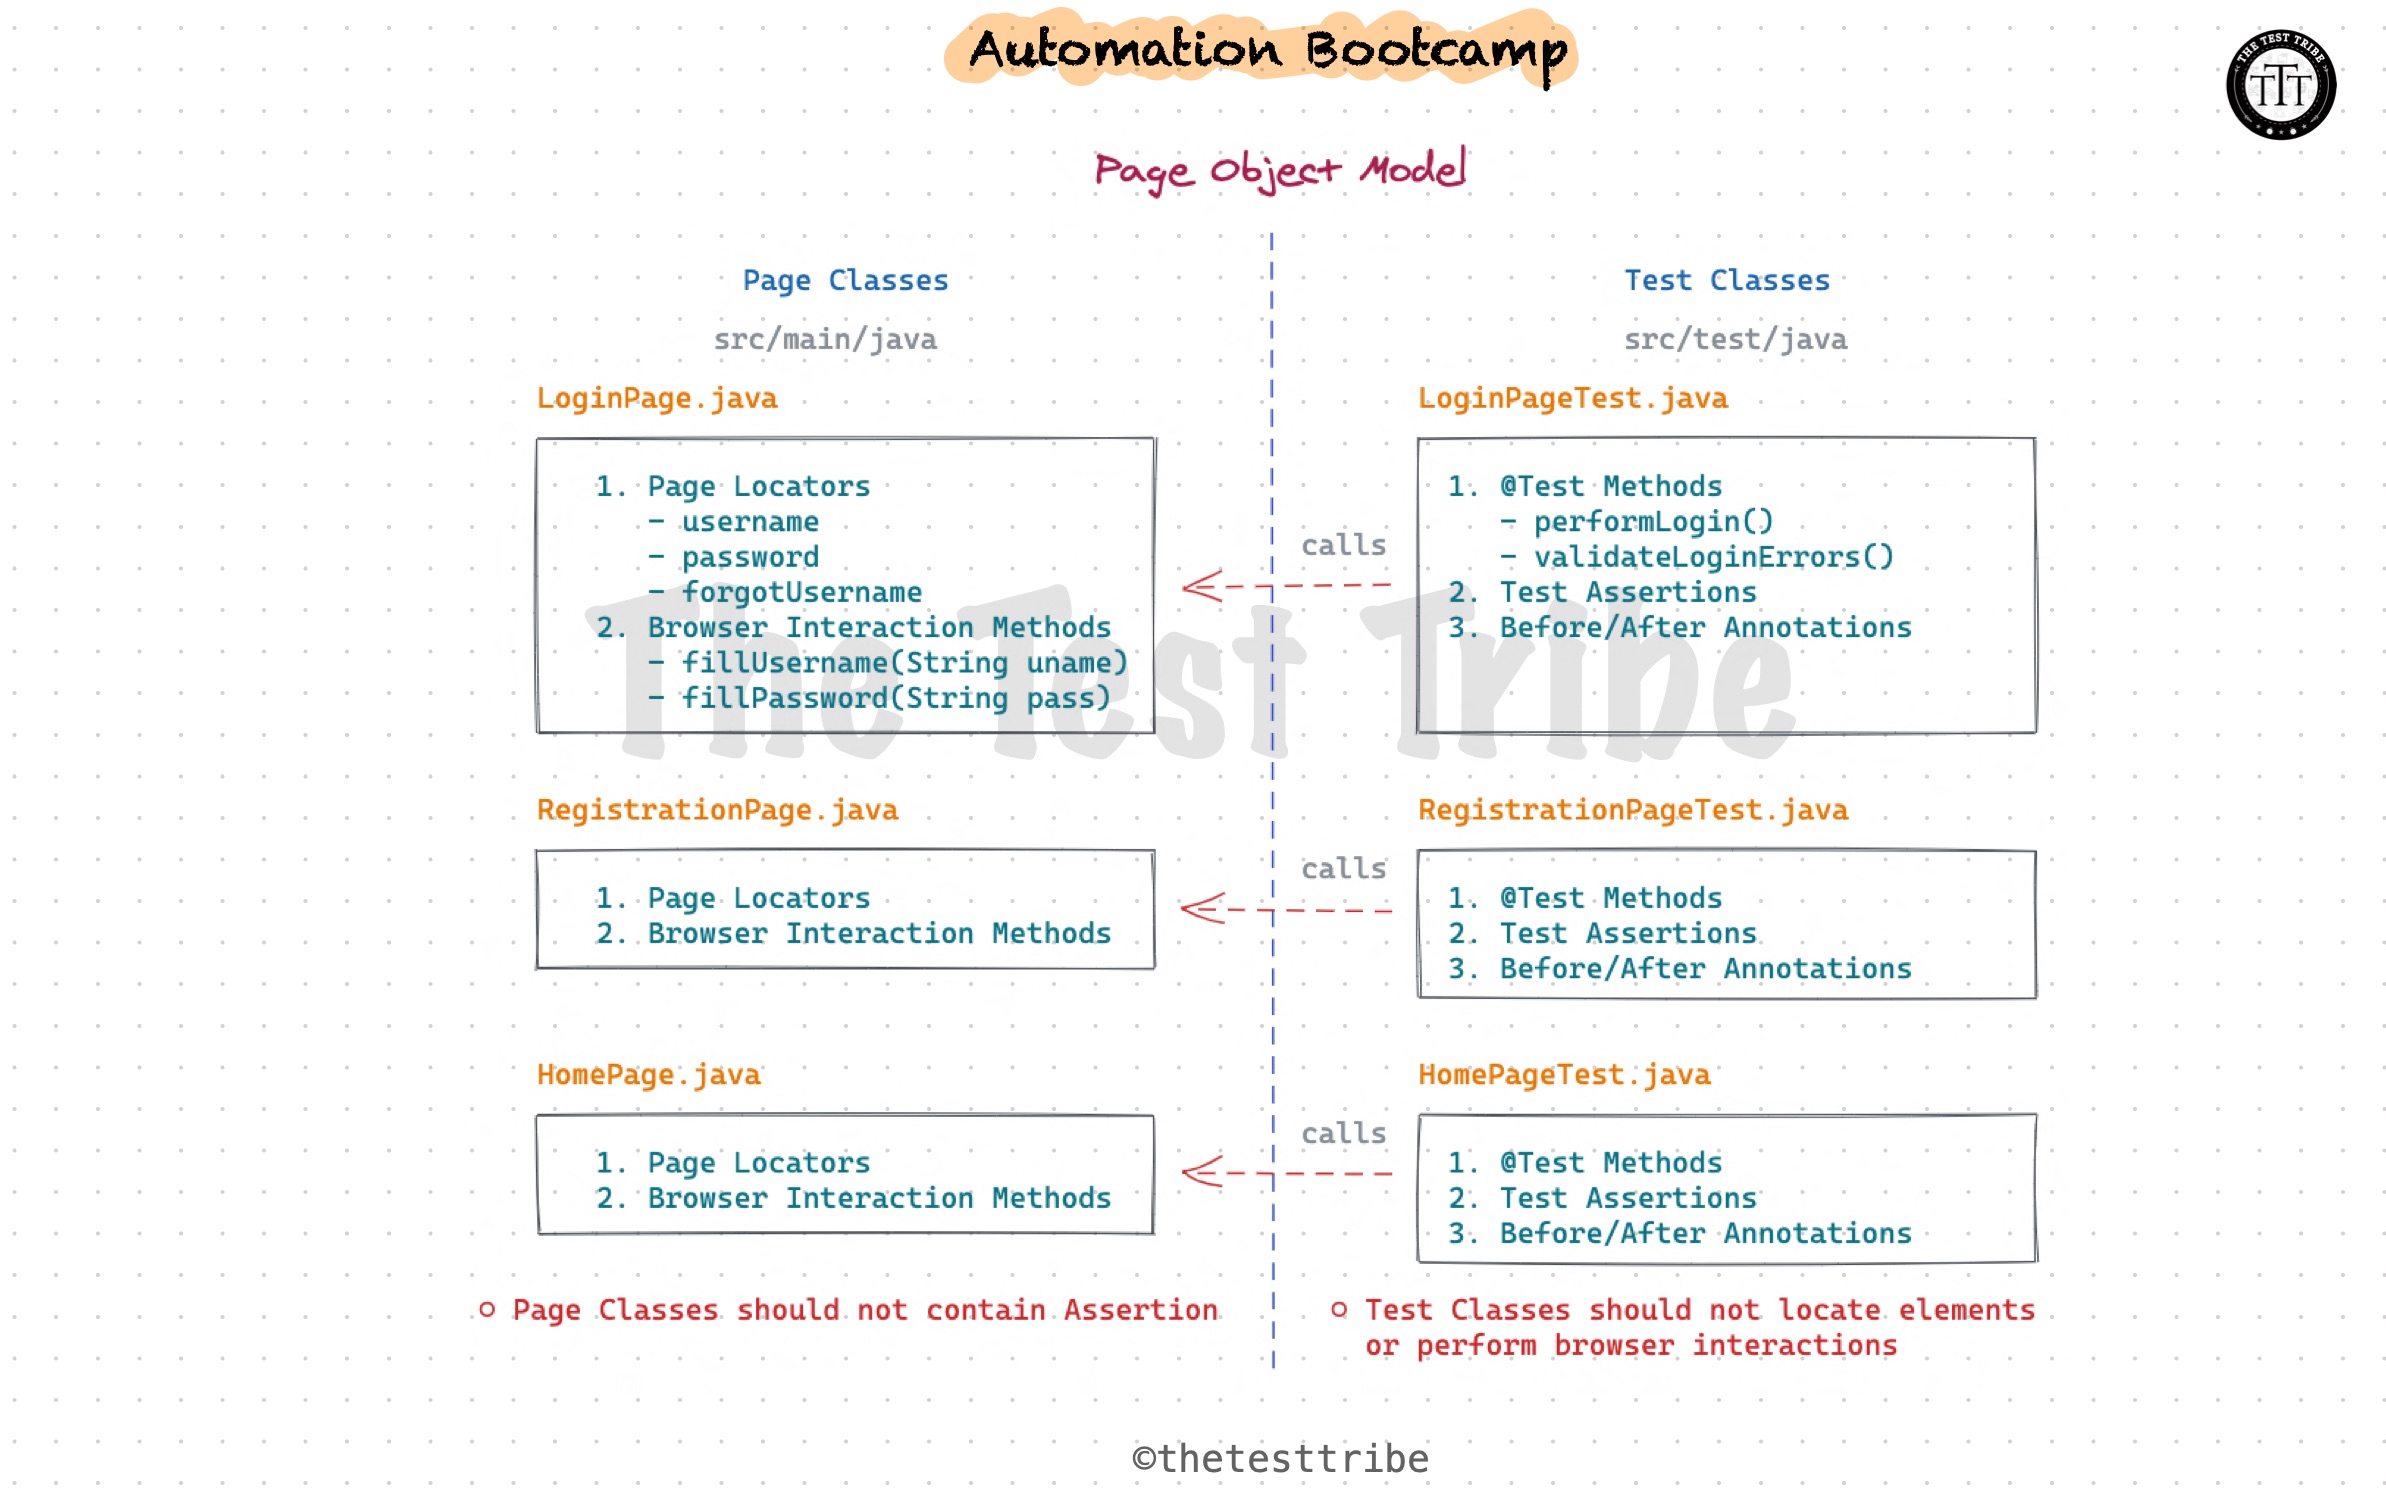 Automation Bootcamp
THE TEST TRIBE
TTT
Page Object Model
Page Classes
src/main/java
LoginPage.java
1. Page Locators
- username
- password
- forgotUsername
2. Browser Interaction Methods
- fillUsername(String uname)
- fillPassword(String pass)
RegistrationPage.java
1. Page Locators
2. Browser Interaction Methods
HomePage.java
1. Page Locators
2. Browser Interaction Methods
○ Page Classes should not contain Assertion
calls
calls
calls
Test Classes
src/test/java
LoginPageTest.java
1. @Test Methods
- performLogin()
- validateLoginErrors()
2. Test Assertions
3. Before/After Annotations
RegistrationPageTest.java
1. @Test Methods
2. Test Assertions
3. Before/After Annotations
HomePageTest.java
1. @Test Methods
2. Test Assertions
3. Before/After Annotations
○ Test Classes should not locate elements
or perform browser interactions
The Test Tribe
©thetesttribe